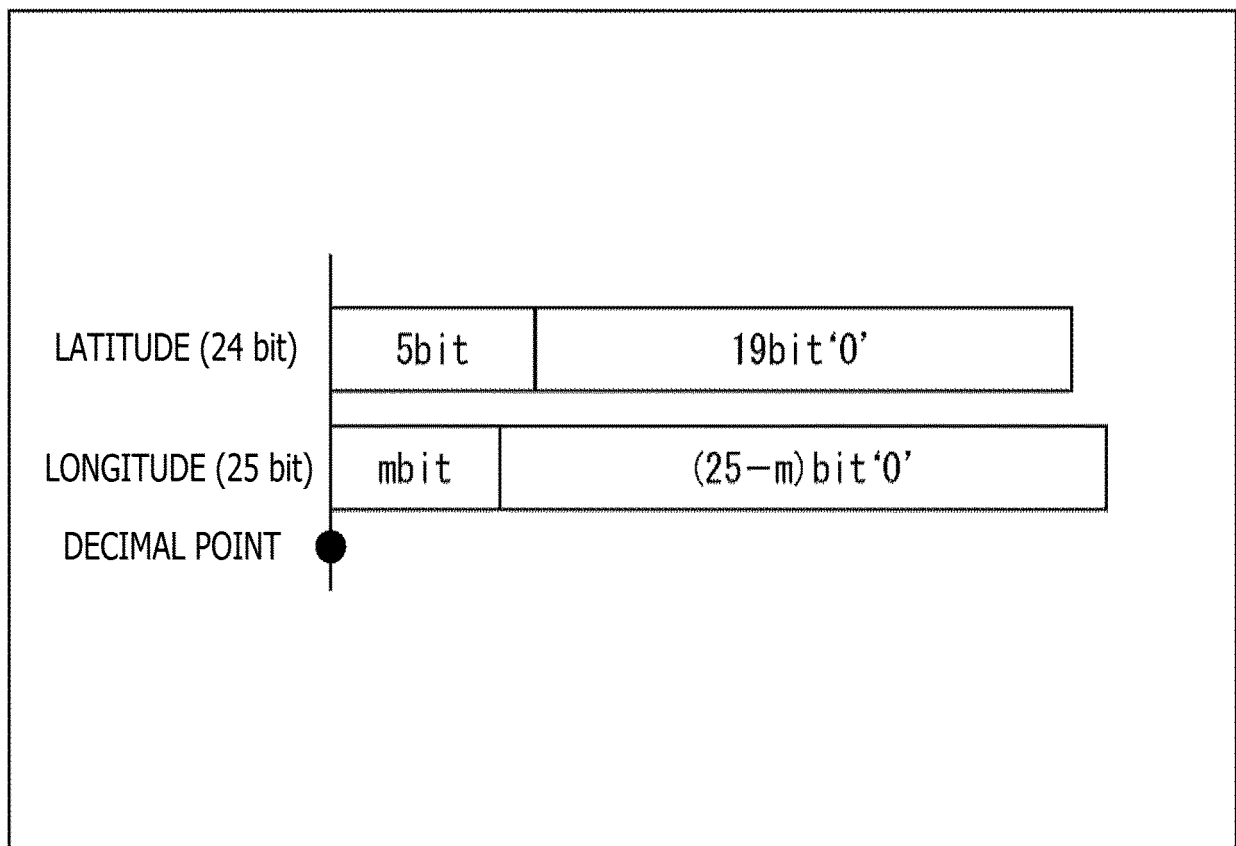 LATITUDE (24 bit) 5bit 19bit‘0’
LONGITUDE (25 bit) mbit (25−m)bit‘0’
DECIMAL POINT